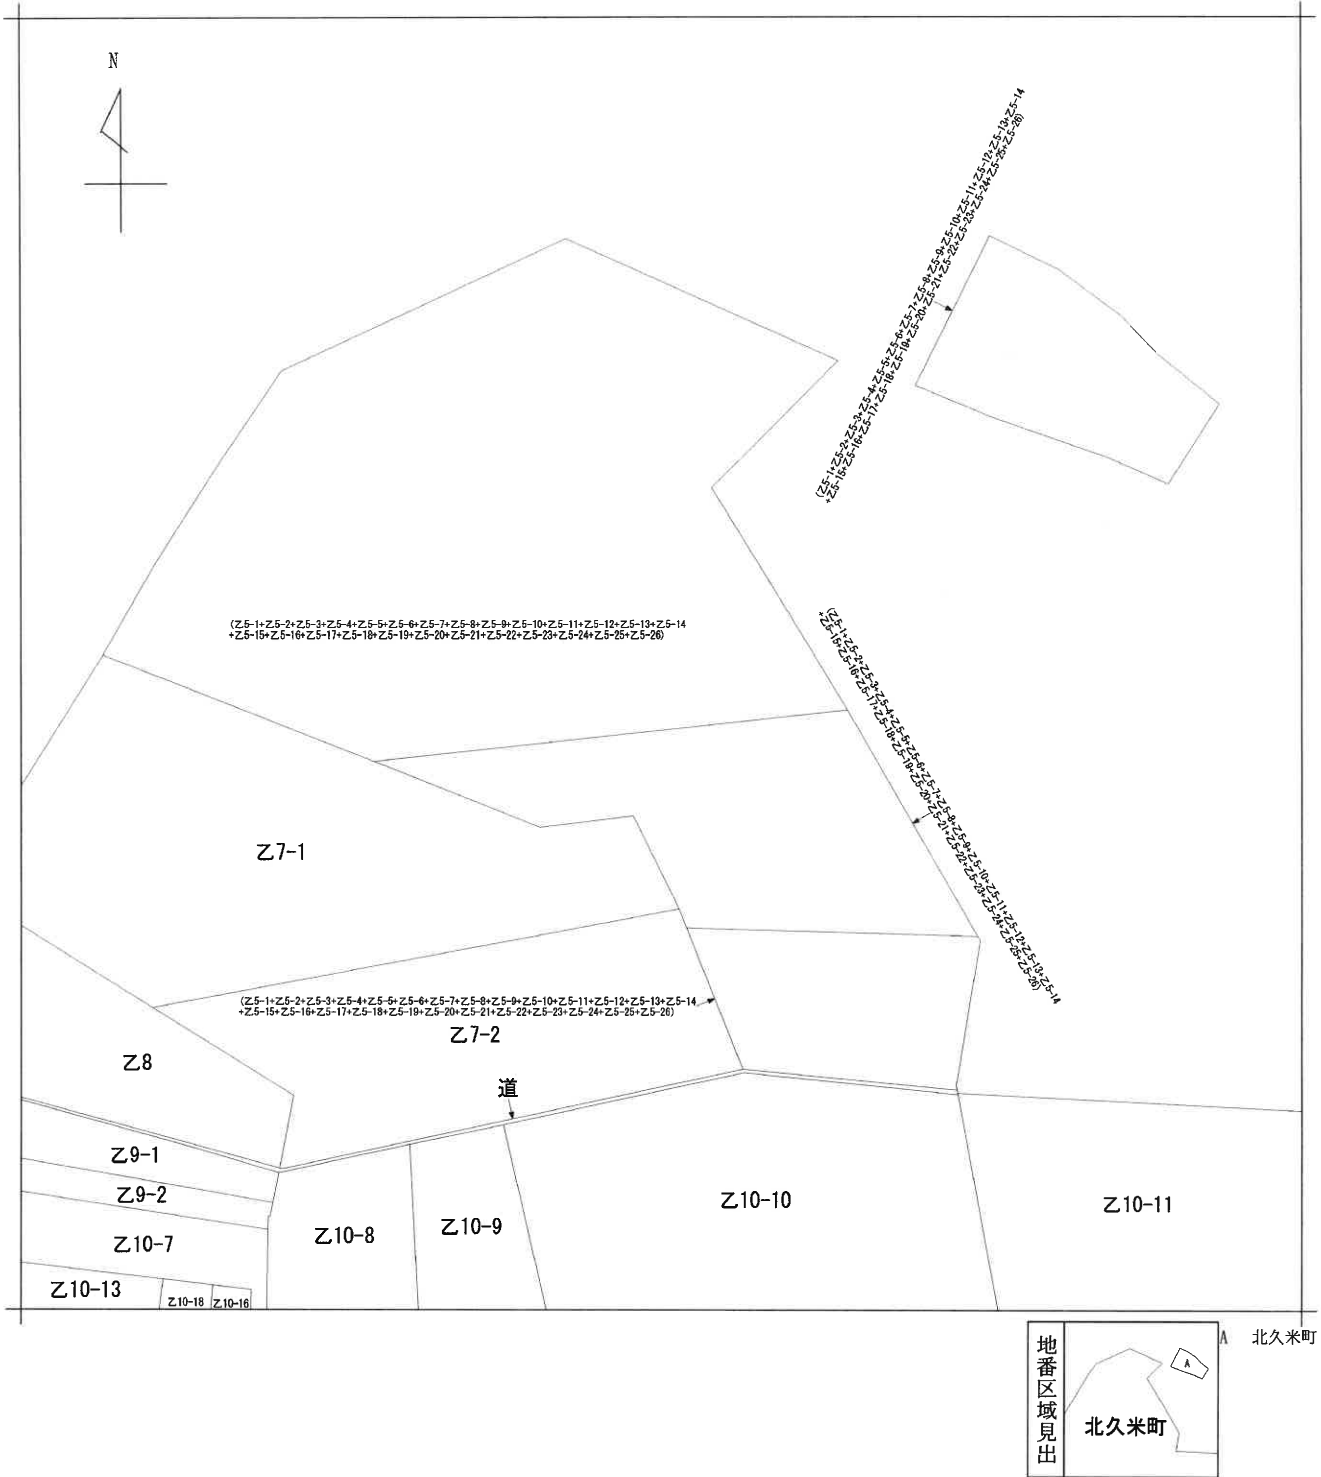 N
(乙5-1+乙5-2+乙5-3+乙5-4+乙5-5+乙5-6+乙5-7+乙5-8+乙5-9+乙5-10+乙5-11+乙5-12+乙5-13+乙5-14
+乙5-15+乙5-16+乙5-17+乙5-18+乙5-19+乙5-20+乙5-21+乙5-22+乙5-23+乙5-24+乙5-25+乙5-26)
(乙5-1+乙5-2+乙5-3+乙5-4+乙5-5+乙5-6+乙5-7+乙5-8+乙5-9+乙5-10+乙5-11+乙5-12+乙5-13+乙5-14
+乙5-15+乙5-16+乙5-17+乙5-18+乙5-19+乙5-20+乙5-21+乙5-22+乙5-23+乙5-24+乙5-25+乙5-26)
(乙5-1+乙5-2+乙5-3+乙5-4+乙5-5+乙5-6+乙5-7+乙5-8+乙5-9+乙5-10+乙5-11+乙5-12+乙5-13+乙5-14
+乙5-15+乙5-16+乙5-17+乙5-18+乙5-19+乙5-20+乙5-21+乙5-22+乙5-23+乙5-24+乙5-25+乙5-26)
乙7-1
(乙5-1+乙5-2+乙5-3+乙5-4+乙5-5+乙5-6+乙5-7+乙5-8+乙5-9+乙5-10+乙5-11+乙5-12+乙5-13+乙5-14
+乙5-15+乙5-16+乙5-17+乙5-18+乙5-19+乙5-20+乙5-21+乙5-22+乙5-23+乙5-24+乙5-25+乙5-26)
乙7-2
乙8
道
乙9-1
乙9-2
乙10-7
乙10-8
乙10-9
乙10-10
乙10-11
乙10-13
乙10-18
乙10-16
A 北久米町
地番区域見出
A
北久米町